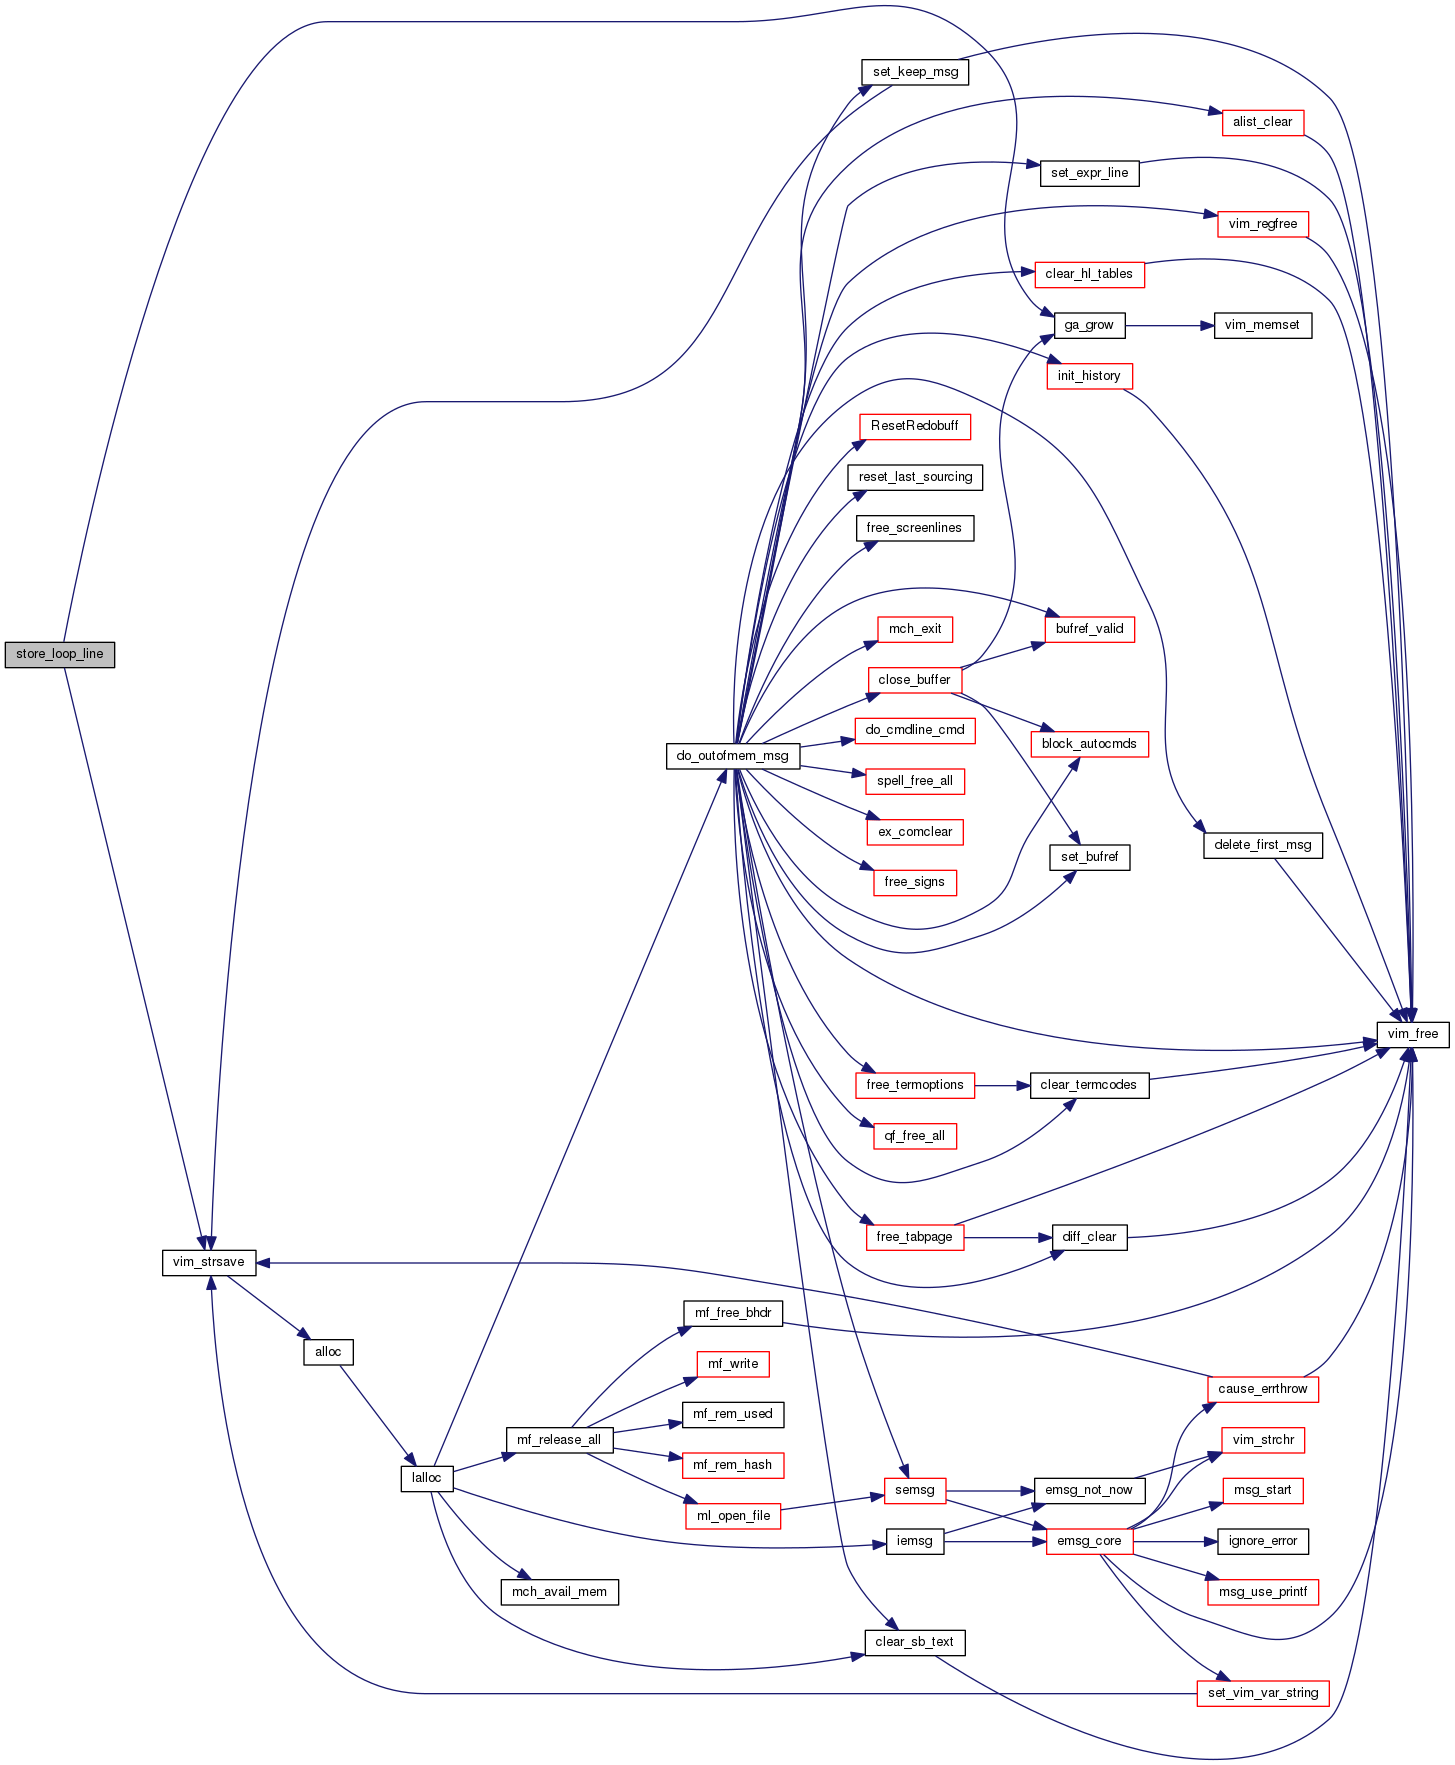 set_keep_msg
alist_clear
set_expr_line
vim_regfree
clear_hl_tables
ga_grow
vim_memset
init_history
ResetRedobuff
reset_last_sourcing
free_screenlines
mch_exit
bufref_valid
store_loop_line
close_buffer
do_cmdline_cmd
block_autocmds
do_outofmem_msg
spell_free_all
ex_comclear
delete_first_msg
set_bufref
free_signs
vim_free
free_termoptions
clear_termcodes
qf_free_all
free_tabpage
diff_clear
vim_strsave
mf_free_bhdr
alloc
mf_write
cause_errthrow
mf_rem_used
mf_release_all
vim_strchr
mf_rem_hash
lalloc
semsg
emsg_not_now
msg_start
ml_open_file
iemsg
emsg_core
ignore_error
mch_avail_mem
msg_use_printf
clear_sb_text
set_vim_var_string